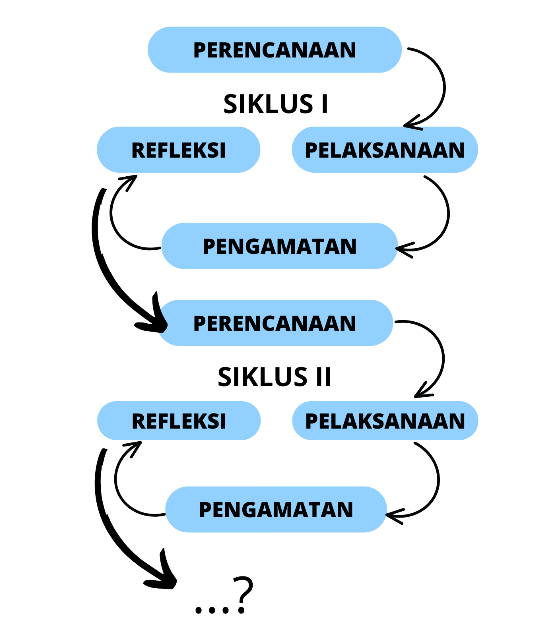 PERENCANAAN
SIKLUS I
REFLEKSI
PELAKSANAAN
PENGAMATAN
PERENCANAAN
SIKLUS II
REFLEKSI
PELAKSANAAN
PENGAMATAN
...?